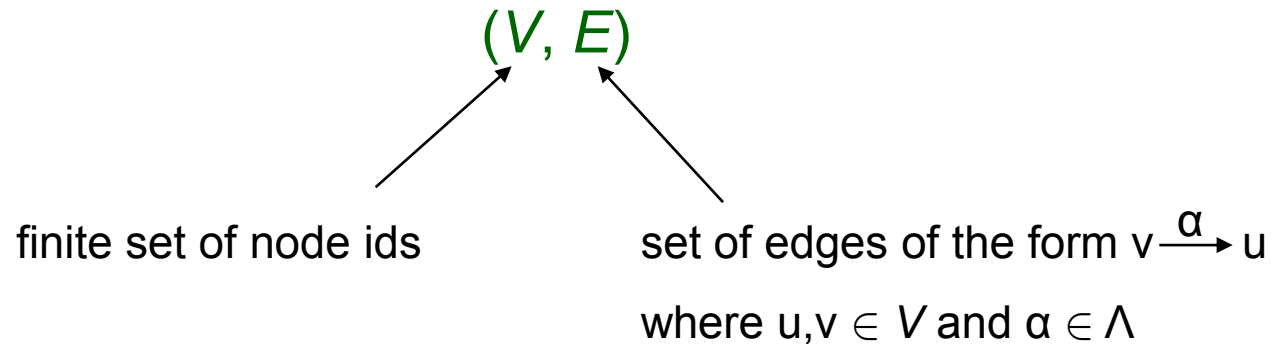 (V, E)
finite set of node ids
set of edges of the form v →α u
where u,v ∈ V and α ∈ Λ